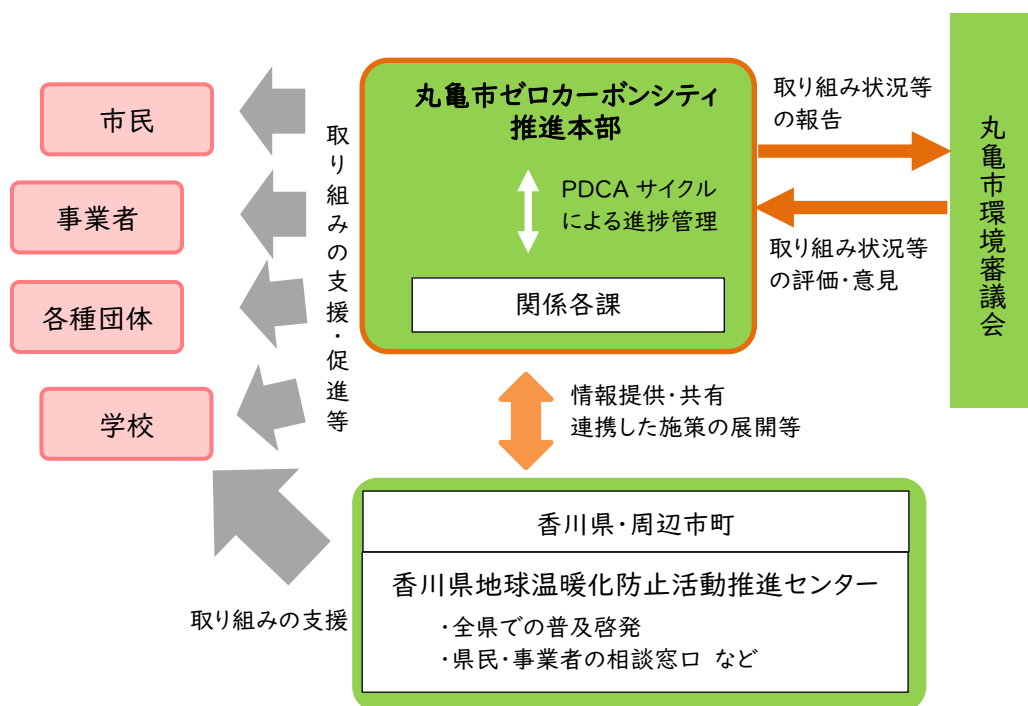 市民
事業者
各種団体
学校
取り組みの支援・促進等
丸亀市ゼロカーボンシティ
推進本部
PDCA サイクル
による進捗管理
関係各課
取り組み状況等
の報告
取り組み状況等
の評価・意見
丸亀市環境審議会
情報提供・共有
連携した施策の展開等
香川県・周辺市町
香川県地球温暖化防止活動推進センター
・全県での普及啓発
・県民・事業者の相談窓口 など
取り組みの支援